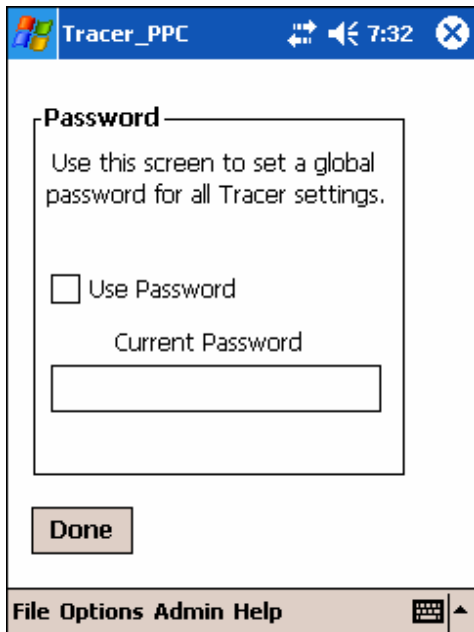 Tracer_PPC 7:32
Password
Use this screen to set a global
password for all Tracer settings.
Use Password
Current Password
Done
File Options Admin Help